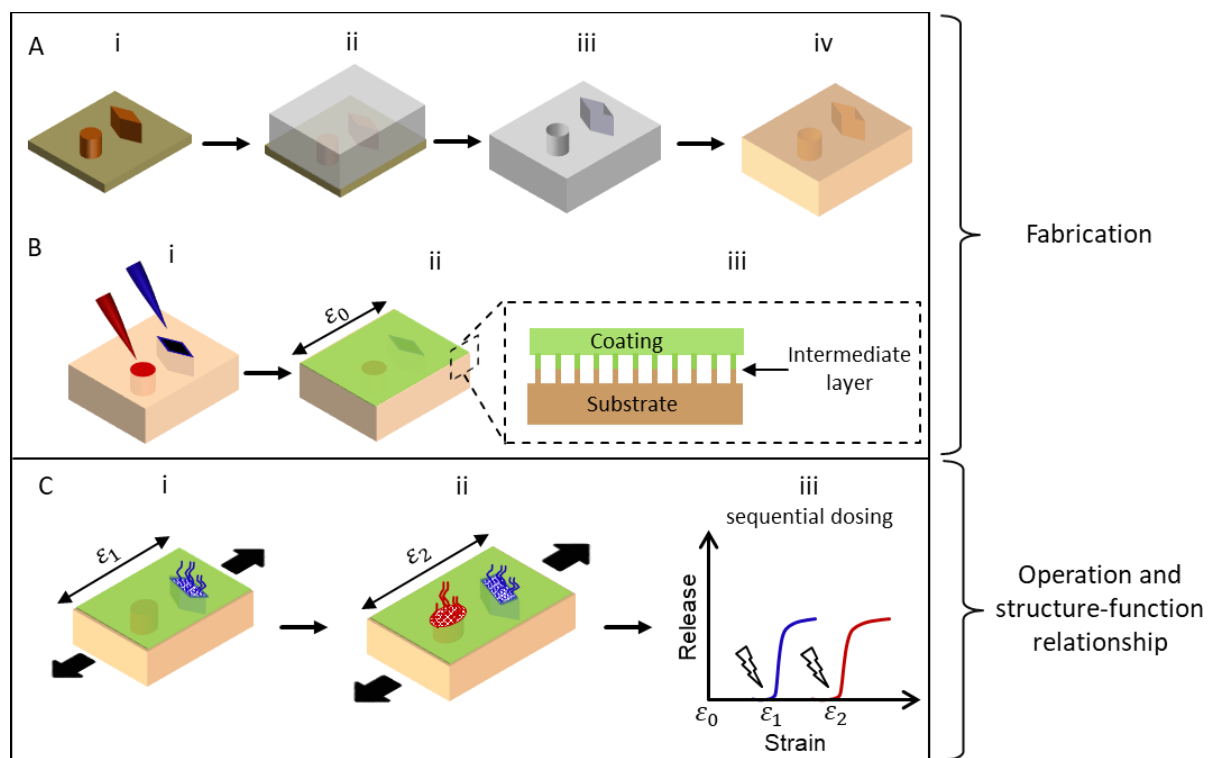 A
i
ii
iii
iv
Fabrication
B
i
ii
iii
ε0
Coating
Intermediate
layer
Substrate
C
i
ii
iii
ε1
ε2
sequential dosing
Release
ε0
ε1
ε2
Strain
Operation and
structure-function
relationship